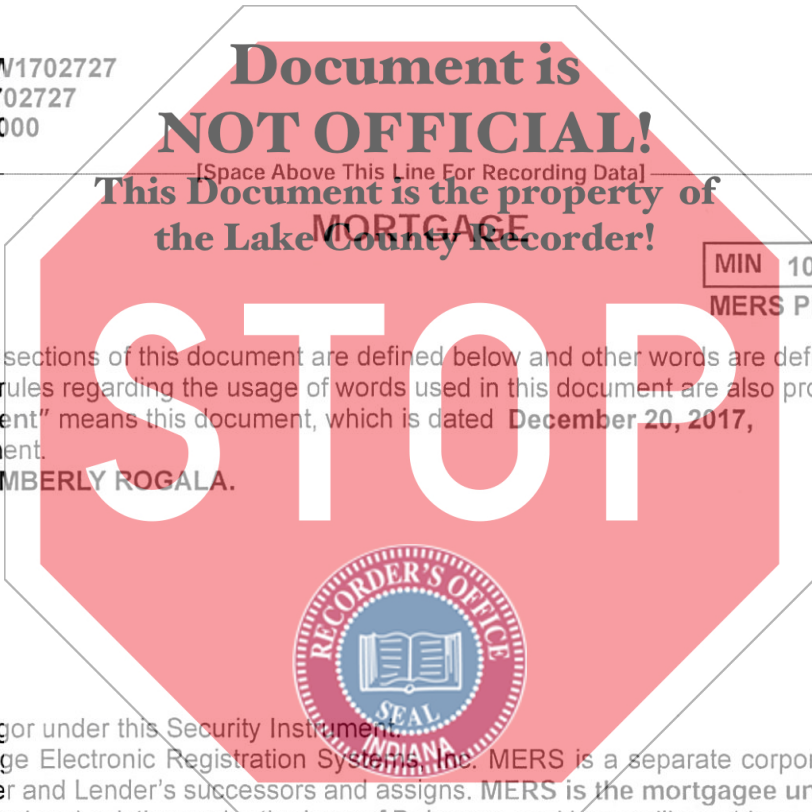 W1702727
Document is
702727
000
NOT OFFICIAL!
[Space Above This Line For Recording Data]
This Document is the property of
MORTGAGE
the Lake County Recorder!
MIN 10
MERS P
STOP
sections of this document are defined below and other words are def
rules regarding the usage of words used in this document are also pro
ent” means this document, which is dated December 20, 2017,
ent.
MBERLY ROGALA.
RECORDER'S OFFICE
SEAL
INDIANA
gor under this Security Instrument.
ge Electronic Registration Systems, Inc. MERS is a separate corpor
er and Lender's successors and assigns. MERS is the mortgagee un